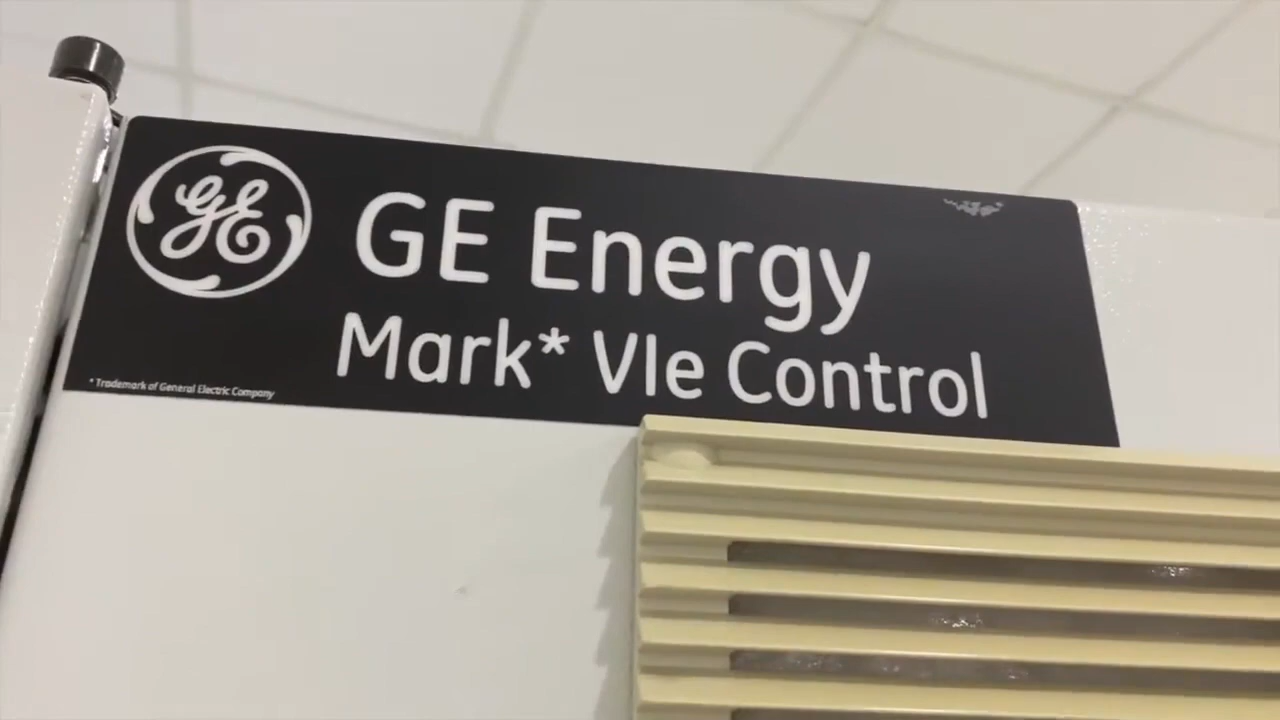 GE
GE Energy
Mark* VIe Control
* Trademark of General Electric Company